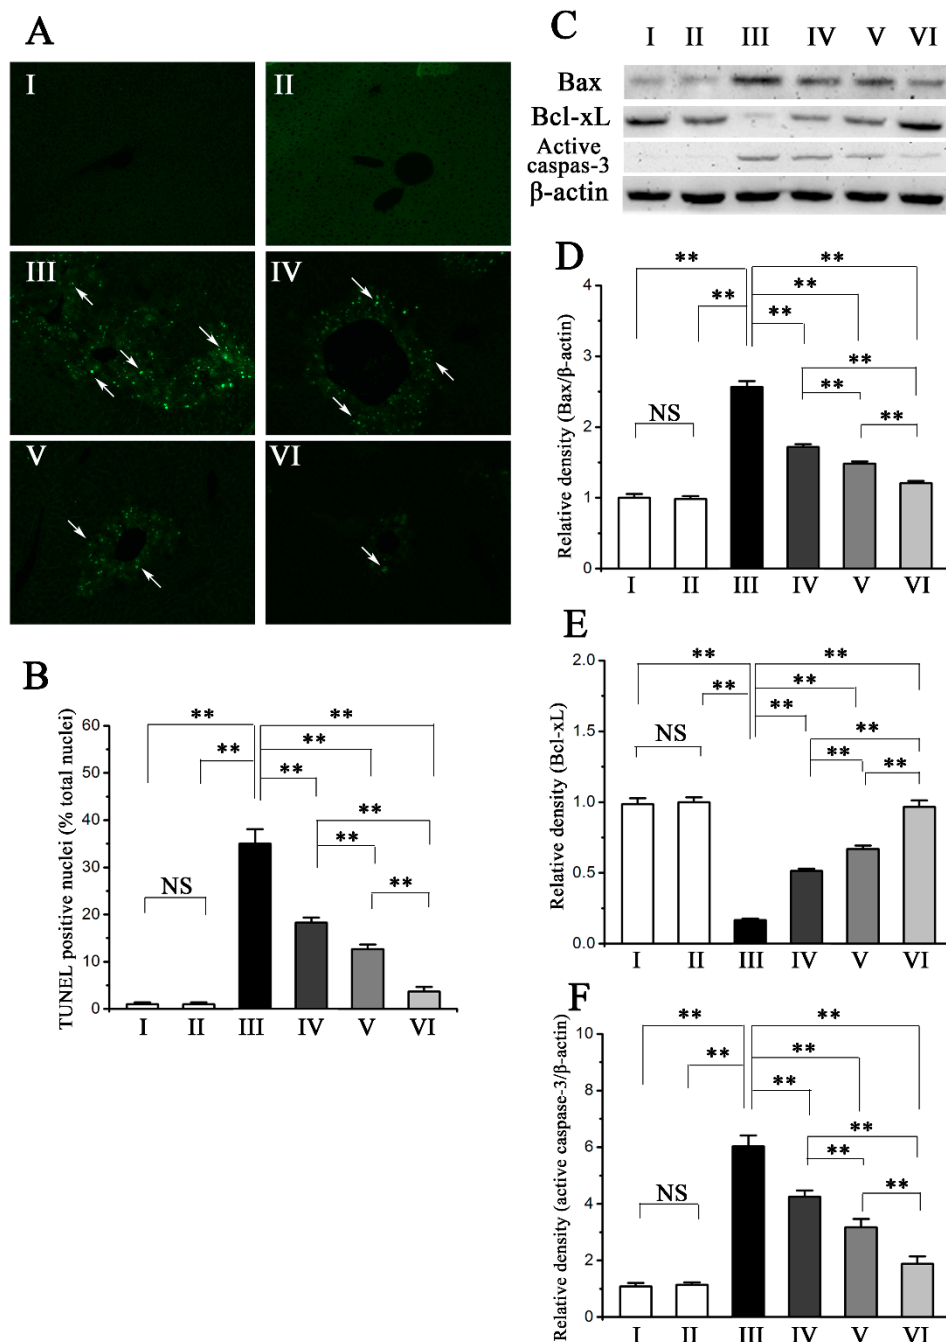 A
I
II
III
IV
V
VI
B
TUNEL positive nuclei (% total nuclei)
60
50
40
30
20
10
0
**
**
**
**
**
**
**
**
NS
I II III IV V VI
C
I II III IV V VI
Bax
Bcl-xL
Active
caspas-3
β-actin
D
Relative density (Bax/β-actin)
4
3
2
1
0
**
**
**
**
**
**
**
**
NS
I II III IV V VI
E
Relative density (Bcl-xL)
2.0
1.5
1.0
0.5
0.0
**
**
**
**
**
**
**
**
NS
I II III IV V VI
F
Relative density (active caspase-3/β-actin)
10
8
6
4
2
0
**
**
**
**
**
**
**
**
NS
I II III IV V VI